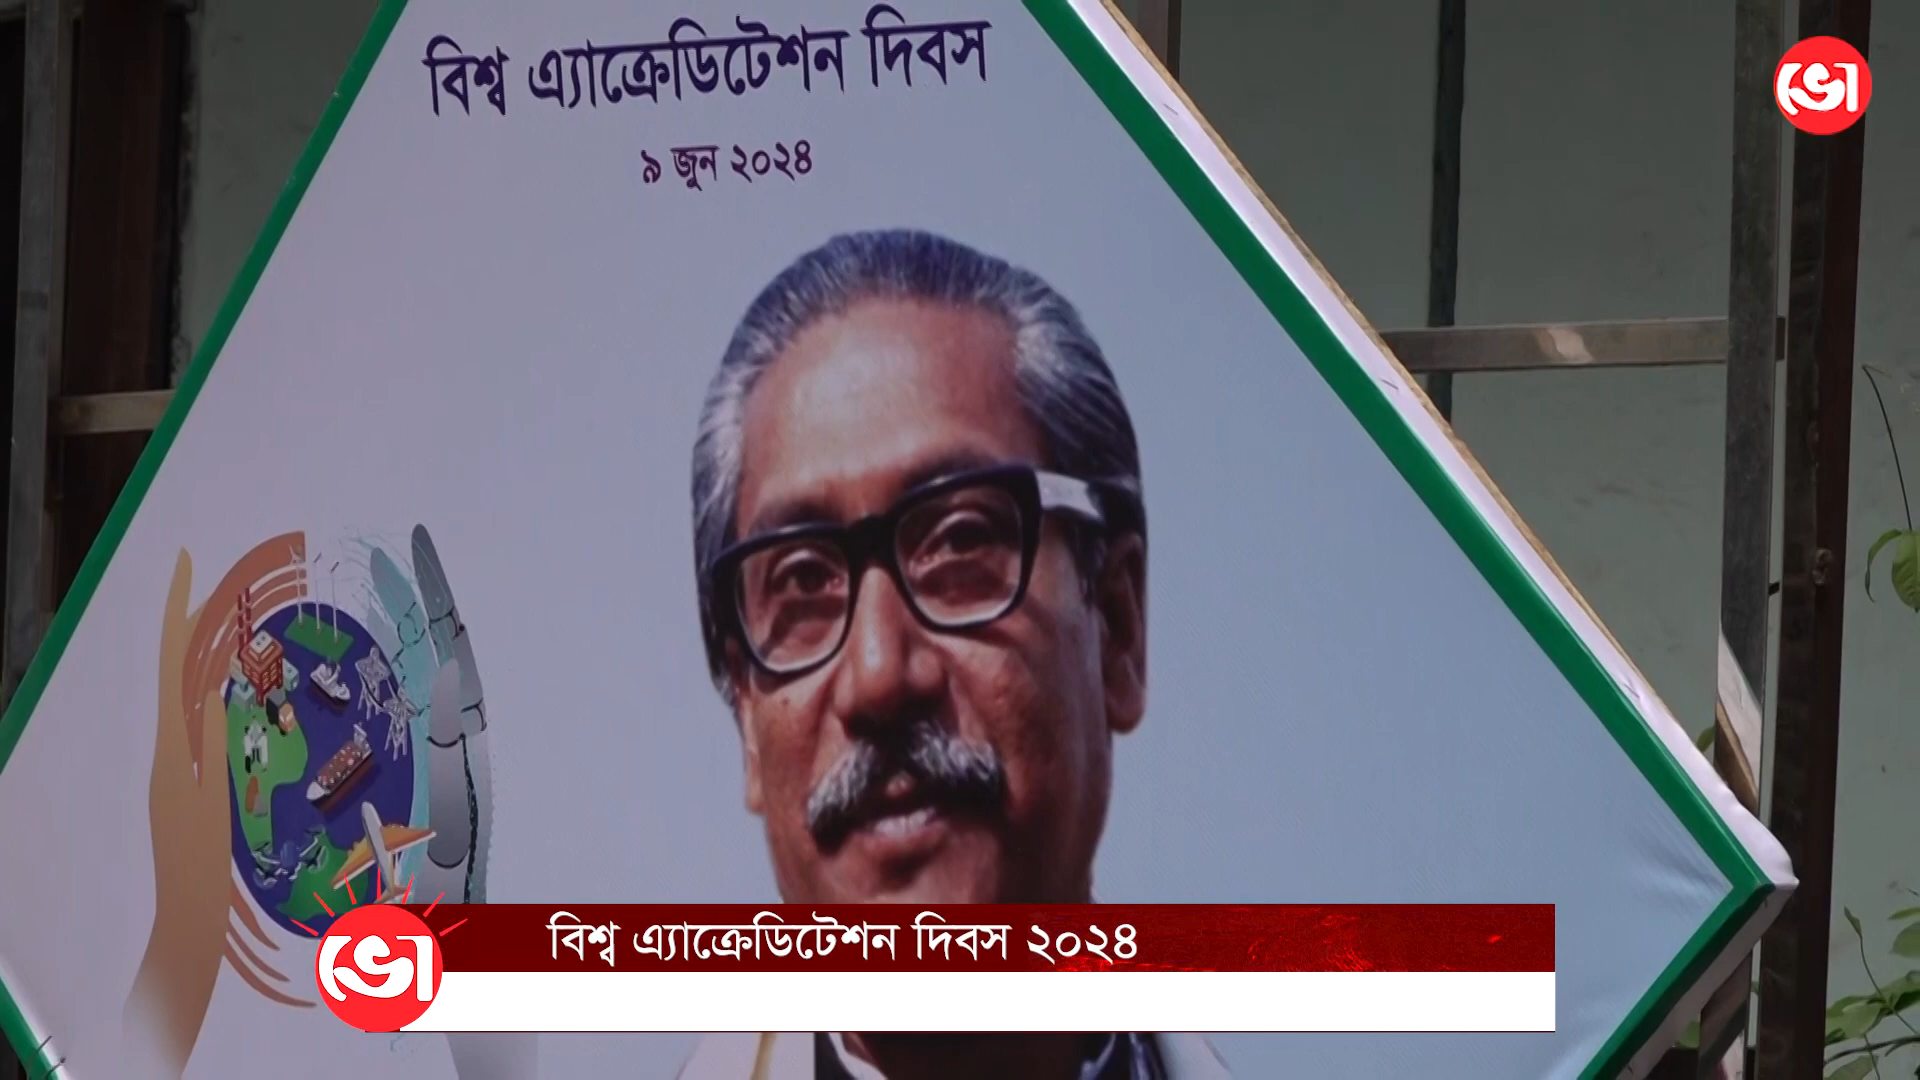 বিশ্ব এ্যাক্রেডিটেশন দিবস
৯ জুন ২০২৪
ভো
ভো
বিশ্ব এ্যাক্রেডিটেশন দিবস ২০২৪